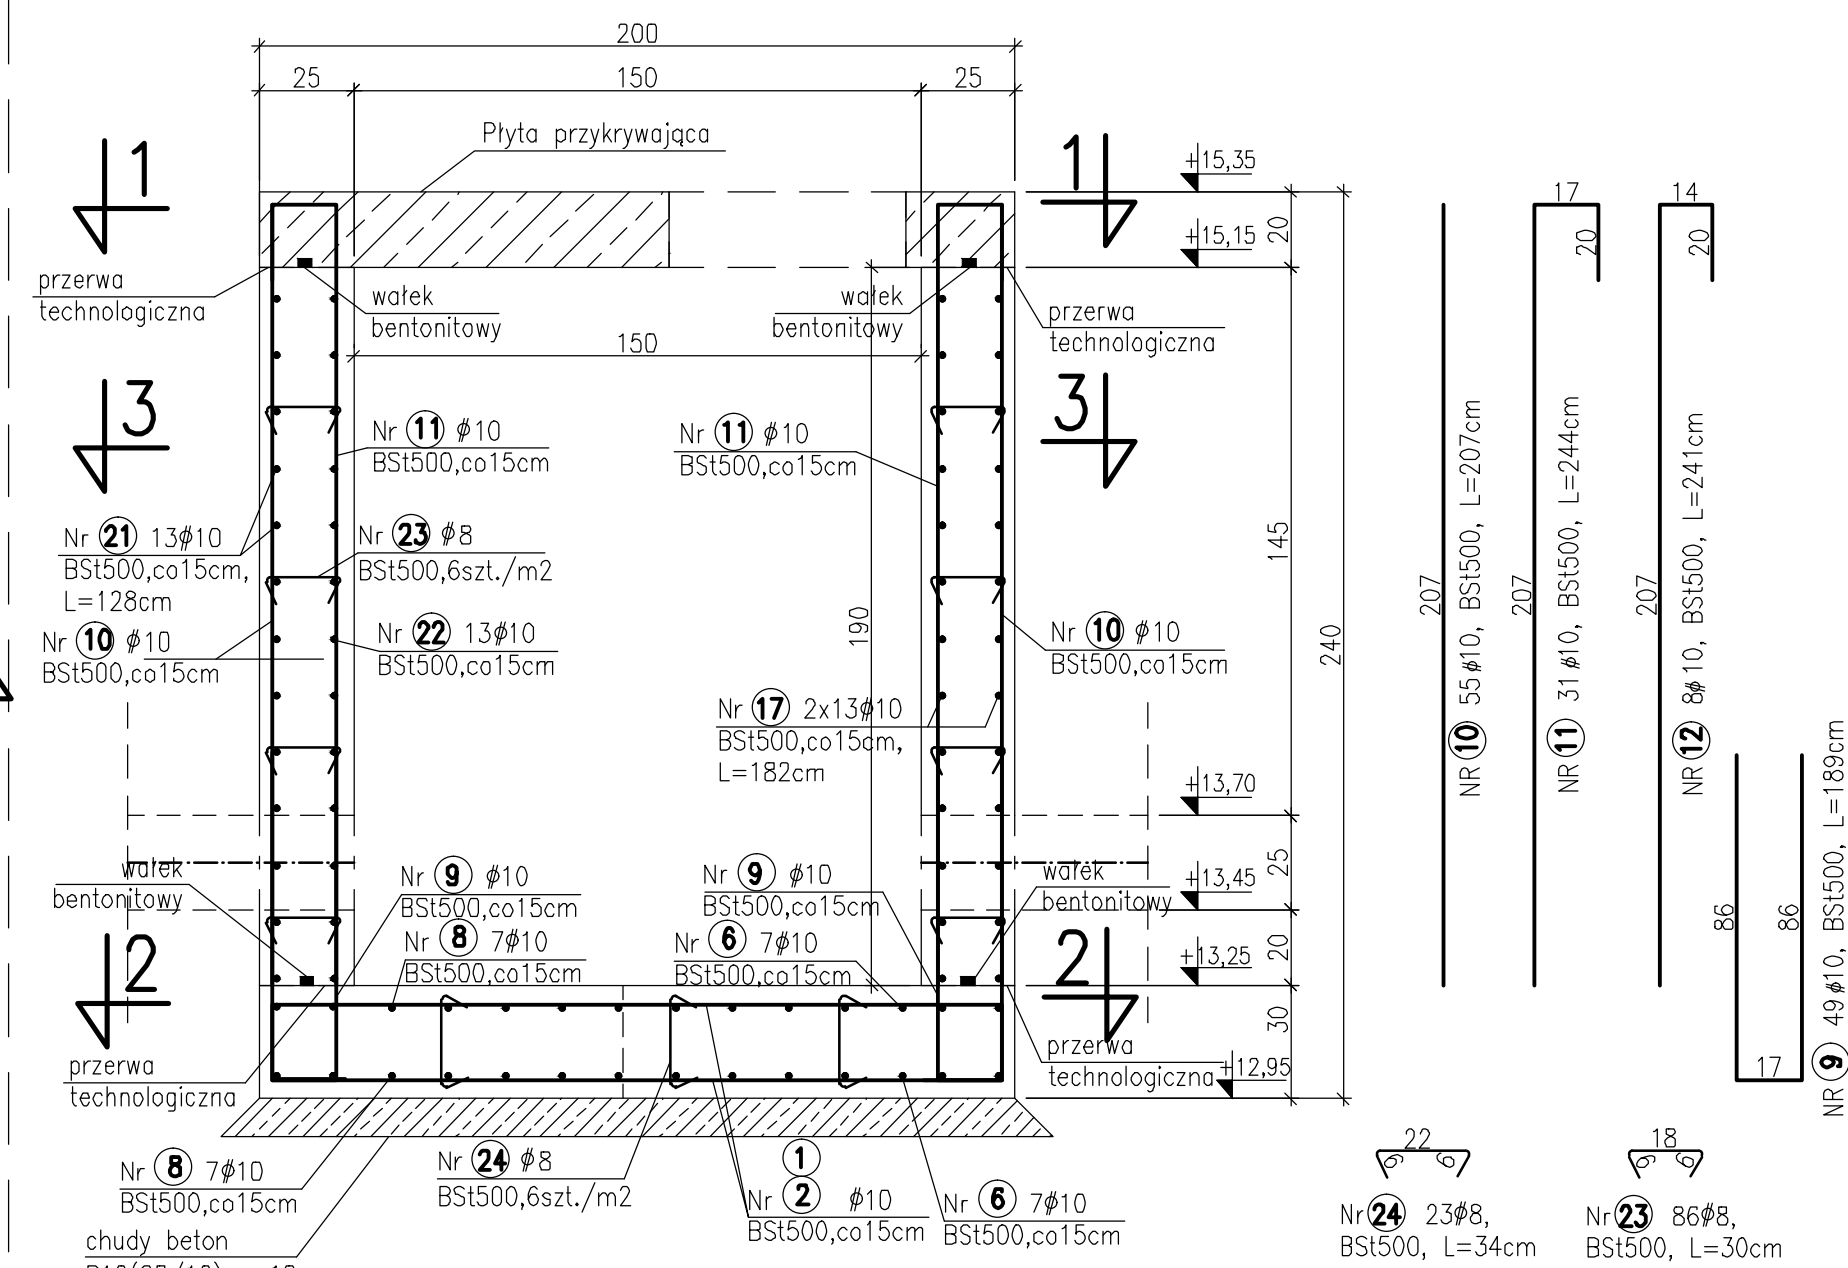 200
25
150
25
Płyta przykrywająca
1
1
+15,35
+15,15
20
przerwa
technologiczna
wałek
bentonitowy
wałek
bentonitowy
przerwa
technologiczna
150
3
3
Nr 11 ϕ10
BSt500,co15cm
Nr 11 ϕ10
BSt500,co15cm
Nr 21 13ϕ10
BSt500,co15cm,
L=128cm
Nr 23 ϕ8
BSt500,6szt./m2
145
Nr 10 ϕ10
BSt500,co15cm
Nr 22 13ϕ10
BSt500,co15cm
190
Nr 10 ϕ10
BSt500,co15cm
240
Nr 17 2x13ϕ10
BSt500,co15cm,
L=182cm
+13,70
wałek
bentonitowy
Nr 9 ϕ10
BSt500,co15cm
Nr 9 ϕ10
BSt500,co15cm
wałek
bentonitowy
+13,45
25
2
Nr 8 7ϕ10
BSt500,co15cm
Nr 6 7ϕ10
BSt500,co15cm
2
+13,25
20
30
przerwa
technologiczna
przerwa
technologiczna
+12,95
Nr 8 7ϕ10
BSt500,co15cm
Nr 24 ϕ8
BSt500,6szt./m2
1
Nr 2 ϕ10
BSt500,co15cm
Nr 6 7ϕ10
BSt500,co15cm
chudy beton
207
NR 10 55ϕ10, BSt500, L=207cm
17
20
207
NR 11 31ϕ10, BSt500, L=244cm
14
20
207
NR 12 8ϕ10, BSt500, L=241cm
86
86
17
NR 9 49ϕ10, BSt500, L=189cm
22
6
6
Nr 24 23ϕ8,
BSt500, L=34cm
18
6
6
Nr 23 86ϕ8,
BSt500, L=30cm